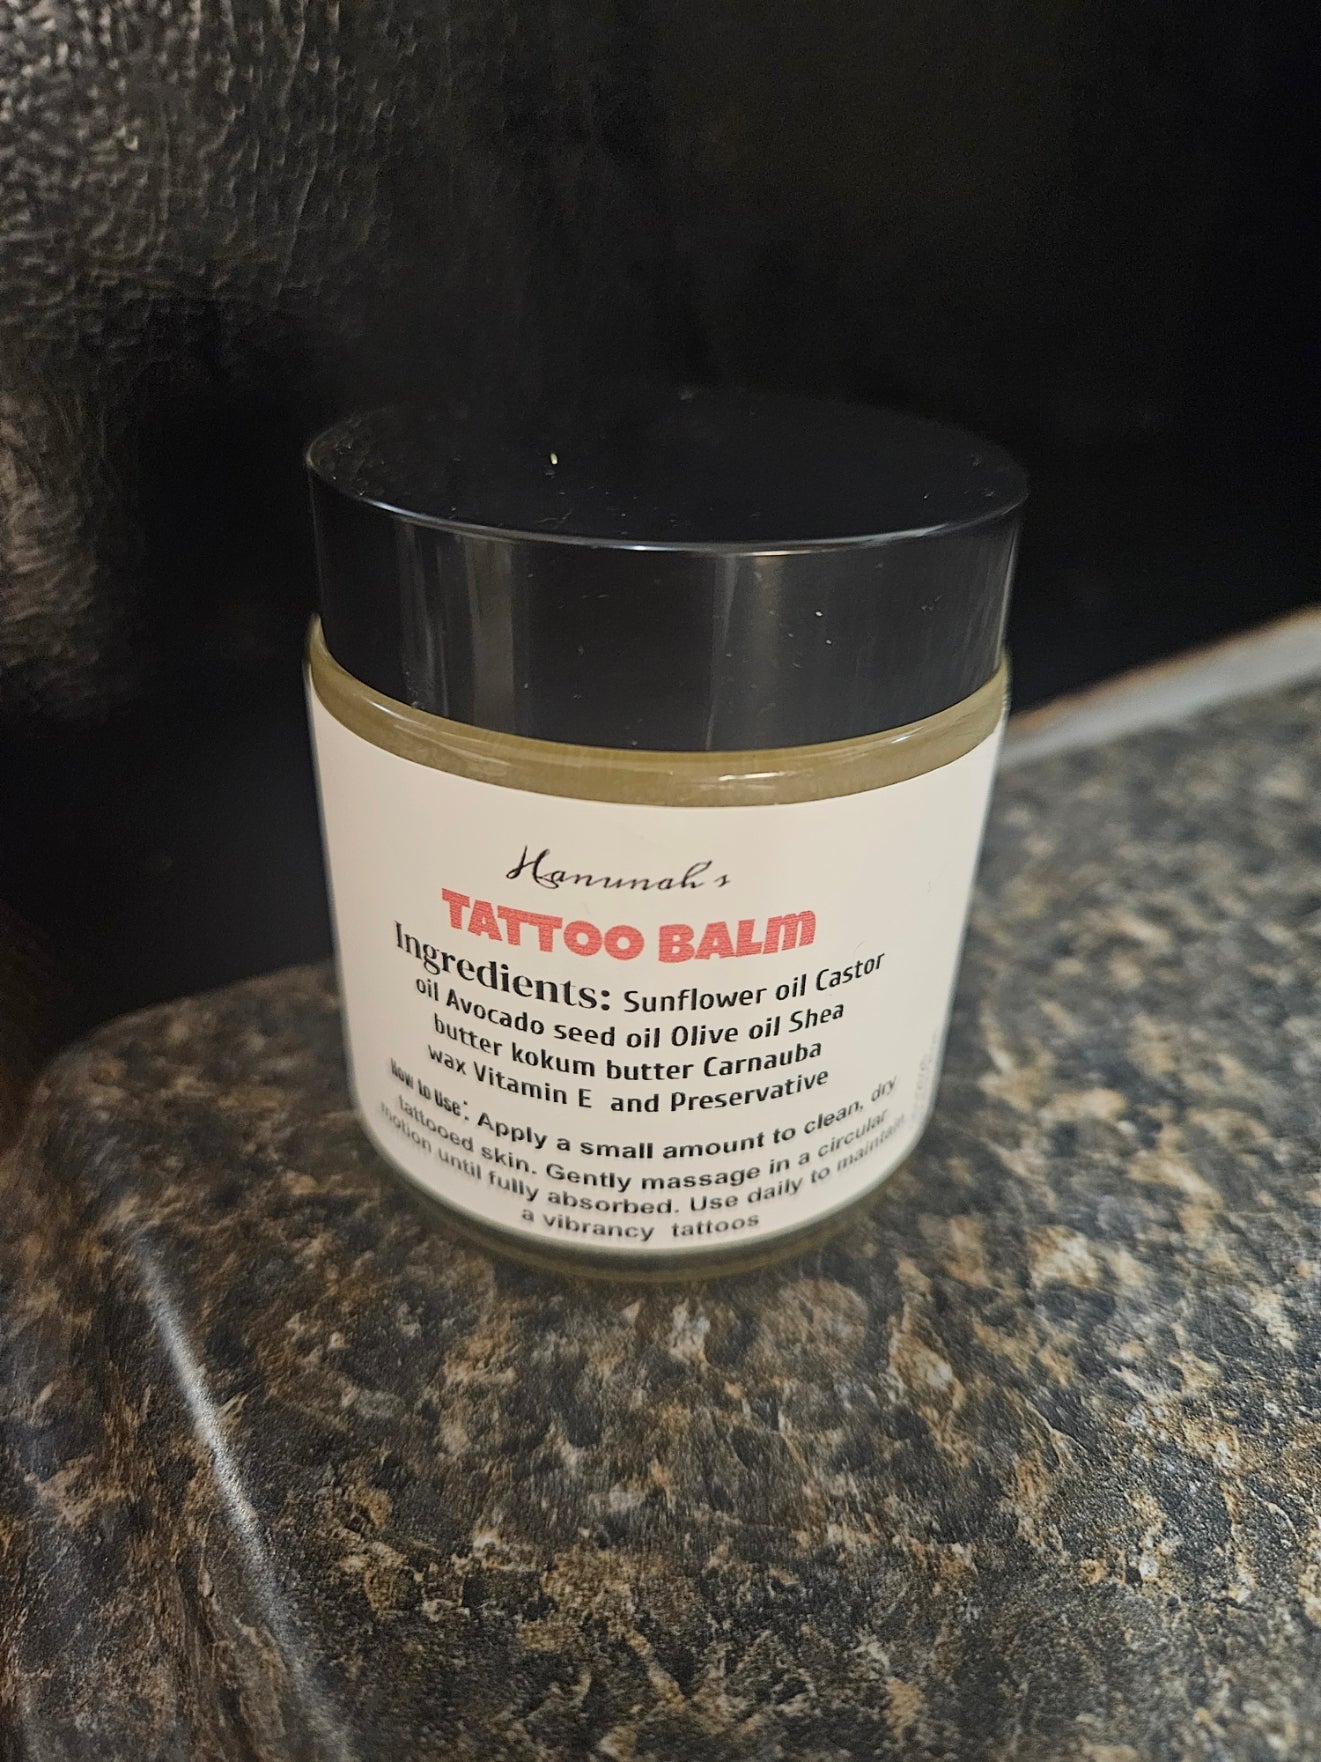 Hanunah's
TATTOO BALM
Ingredients: Sunflower oil Castor
oil Avocado seed oil Olive oil Shea
butter kokum butter Carnauba
wax Vitamin E and Preservative
How to Use: Apply a small amount to clean, dry
tattooed skin. Gently massage in a circular
motion until fully absorbed. Use daily to maintain
a vibrancy tattoos